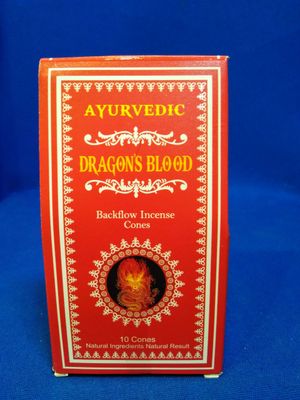 AYURVEDIC
DRAGON'S BLOOD
Backflow Incense
Cones
10 Cones
Natural Ingredients Natural Result